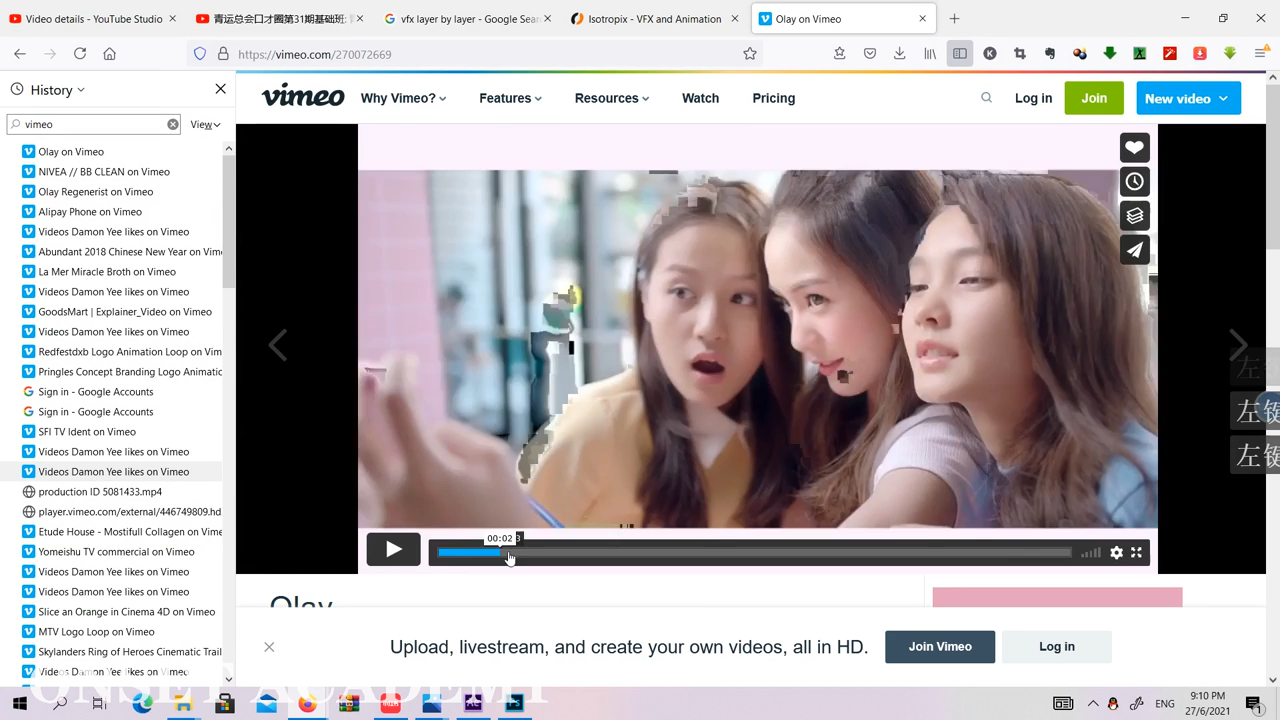 Video details - YouTube Studio
青运总会口才圈第31期基础班:
vfx layer by layer - Google Sear
Isotropix - VFX and Animation
Olay on Vimeo
https://vimeo.com/270072669
History
vimeo
Why Vimeo?
Features
Resources
Watch
Pricing
Log in
Join
New video
vimeo
View
Olay on Vimeo
NIVEA // BB CLEAN on Vimeo
Olay Regenerist on Vimeo
Alipay Phone on Vimeo
Videos Damon Yee likes on Vimeo
Abundant 2018 Chinese New Year on Vim
La Mer Miracle Broth on Vimeo
Videos Damon Yee likes on Vimeo
GoodsMart | Explainer_Video on Vimeo
Videos Damon Yee likes on Vimeo
Redfestdxb Logo Animation Loop on Vim
Pringles Concept Branding Logo Animatic
Sign in - Google Accounts
Sign in - Google Accounts
SFI TV Ident on Vimeo
Videos Damon Yee likes on Vimeo
Videos Damon Yee likes on Vimeo
production ID 5081433.mp4
player.vimeo.com/external/446749809.hd
Etude House - Mostifull Collagen on Vime
Yomeishu TV commercial on Vimeo
Videos Damon Yee likes on Vimeo
Videos Damon Yee likes on Vimeo
Slice an Orange in Cinema 4D on Vimeo
MTV Logo Loop on Vimeo
Skylanders Ring of Heroes Cinematic Trail
Videos Damon Yee likes on Vimeo
左
左键
左键
00:02
Olay
Upload, livestream, and create your own videos, all in HD.
Join Vimeo
Log in
ENG
9:10 PM
27/6/2021